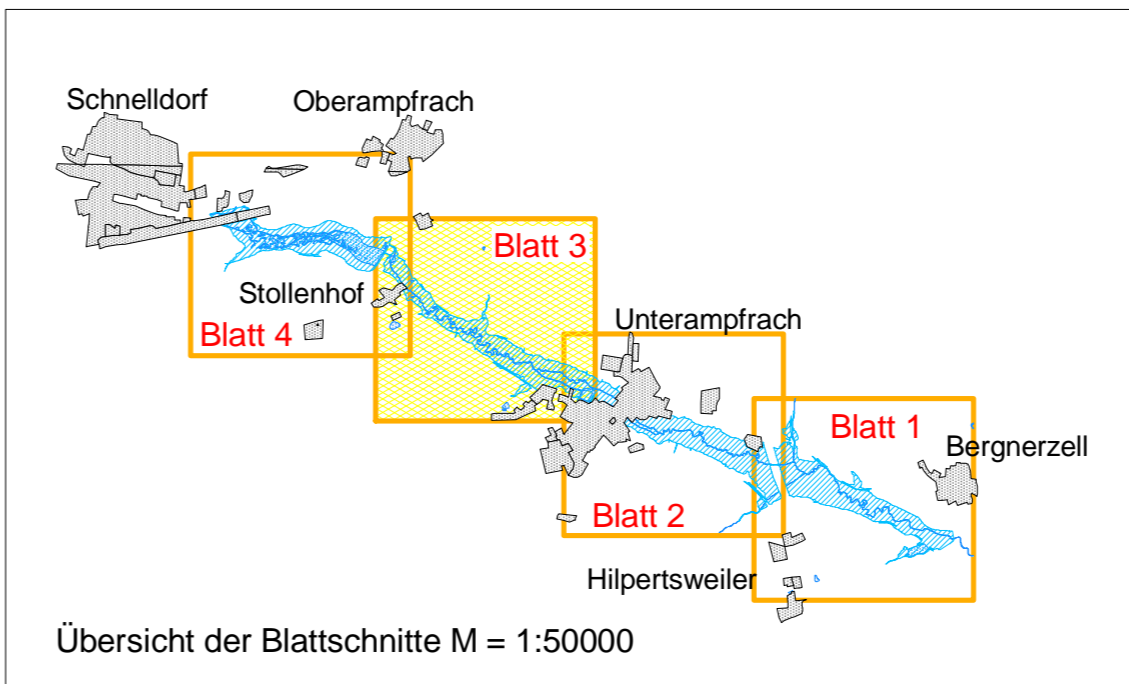 Schnelldorf
Oberampfrach
Blatt 3
Stollenhof
Blatt 4
Unterampfrach
Blatt 1
Bergnerzell
Blatt 2
Hilpertsweiler
Übersicht der Blattschnitte M = 1:50000